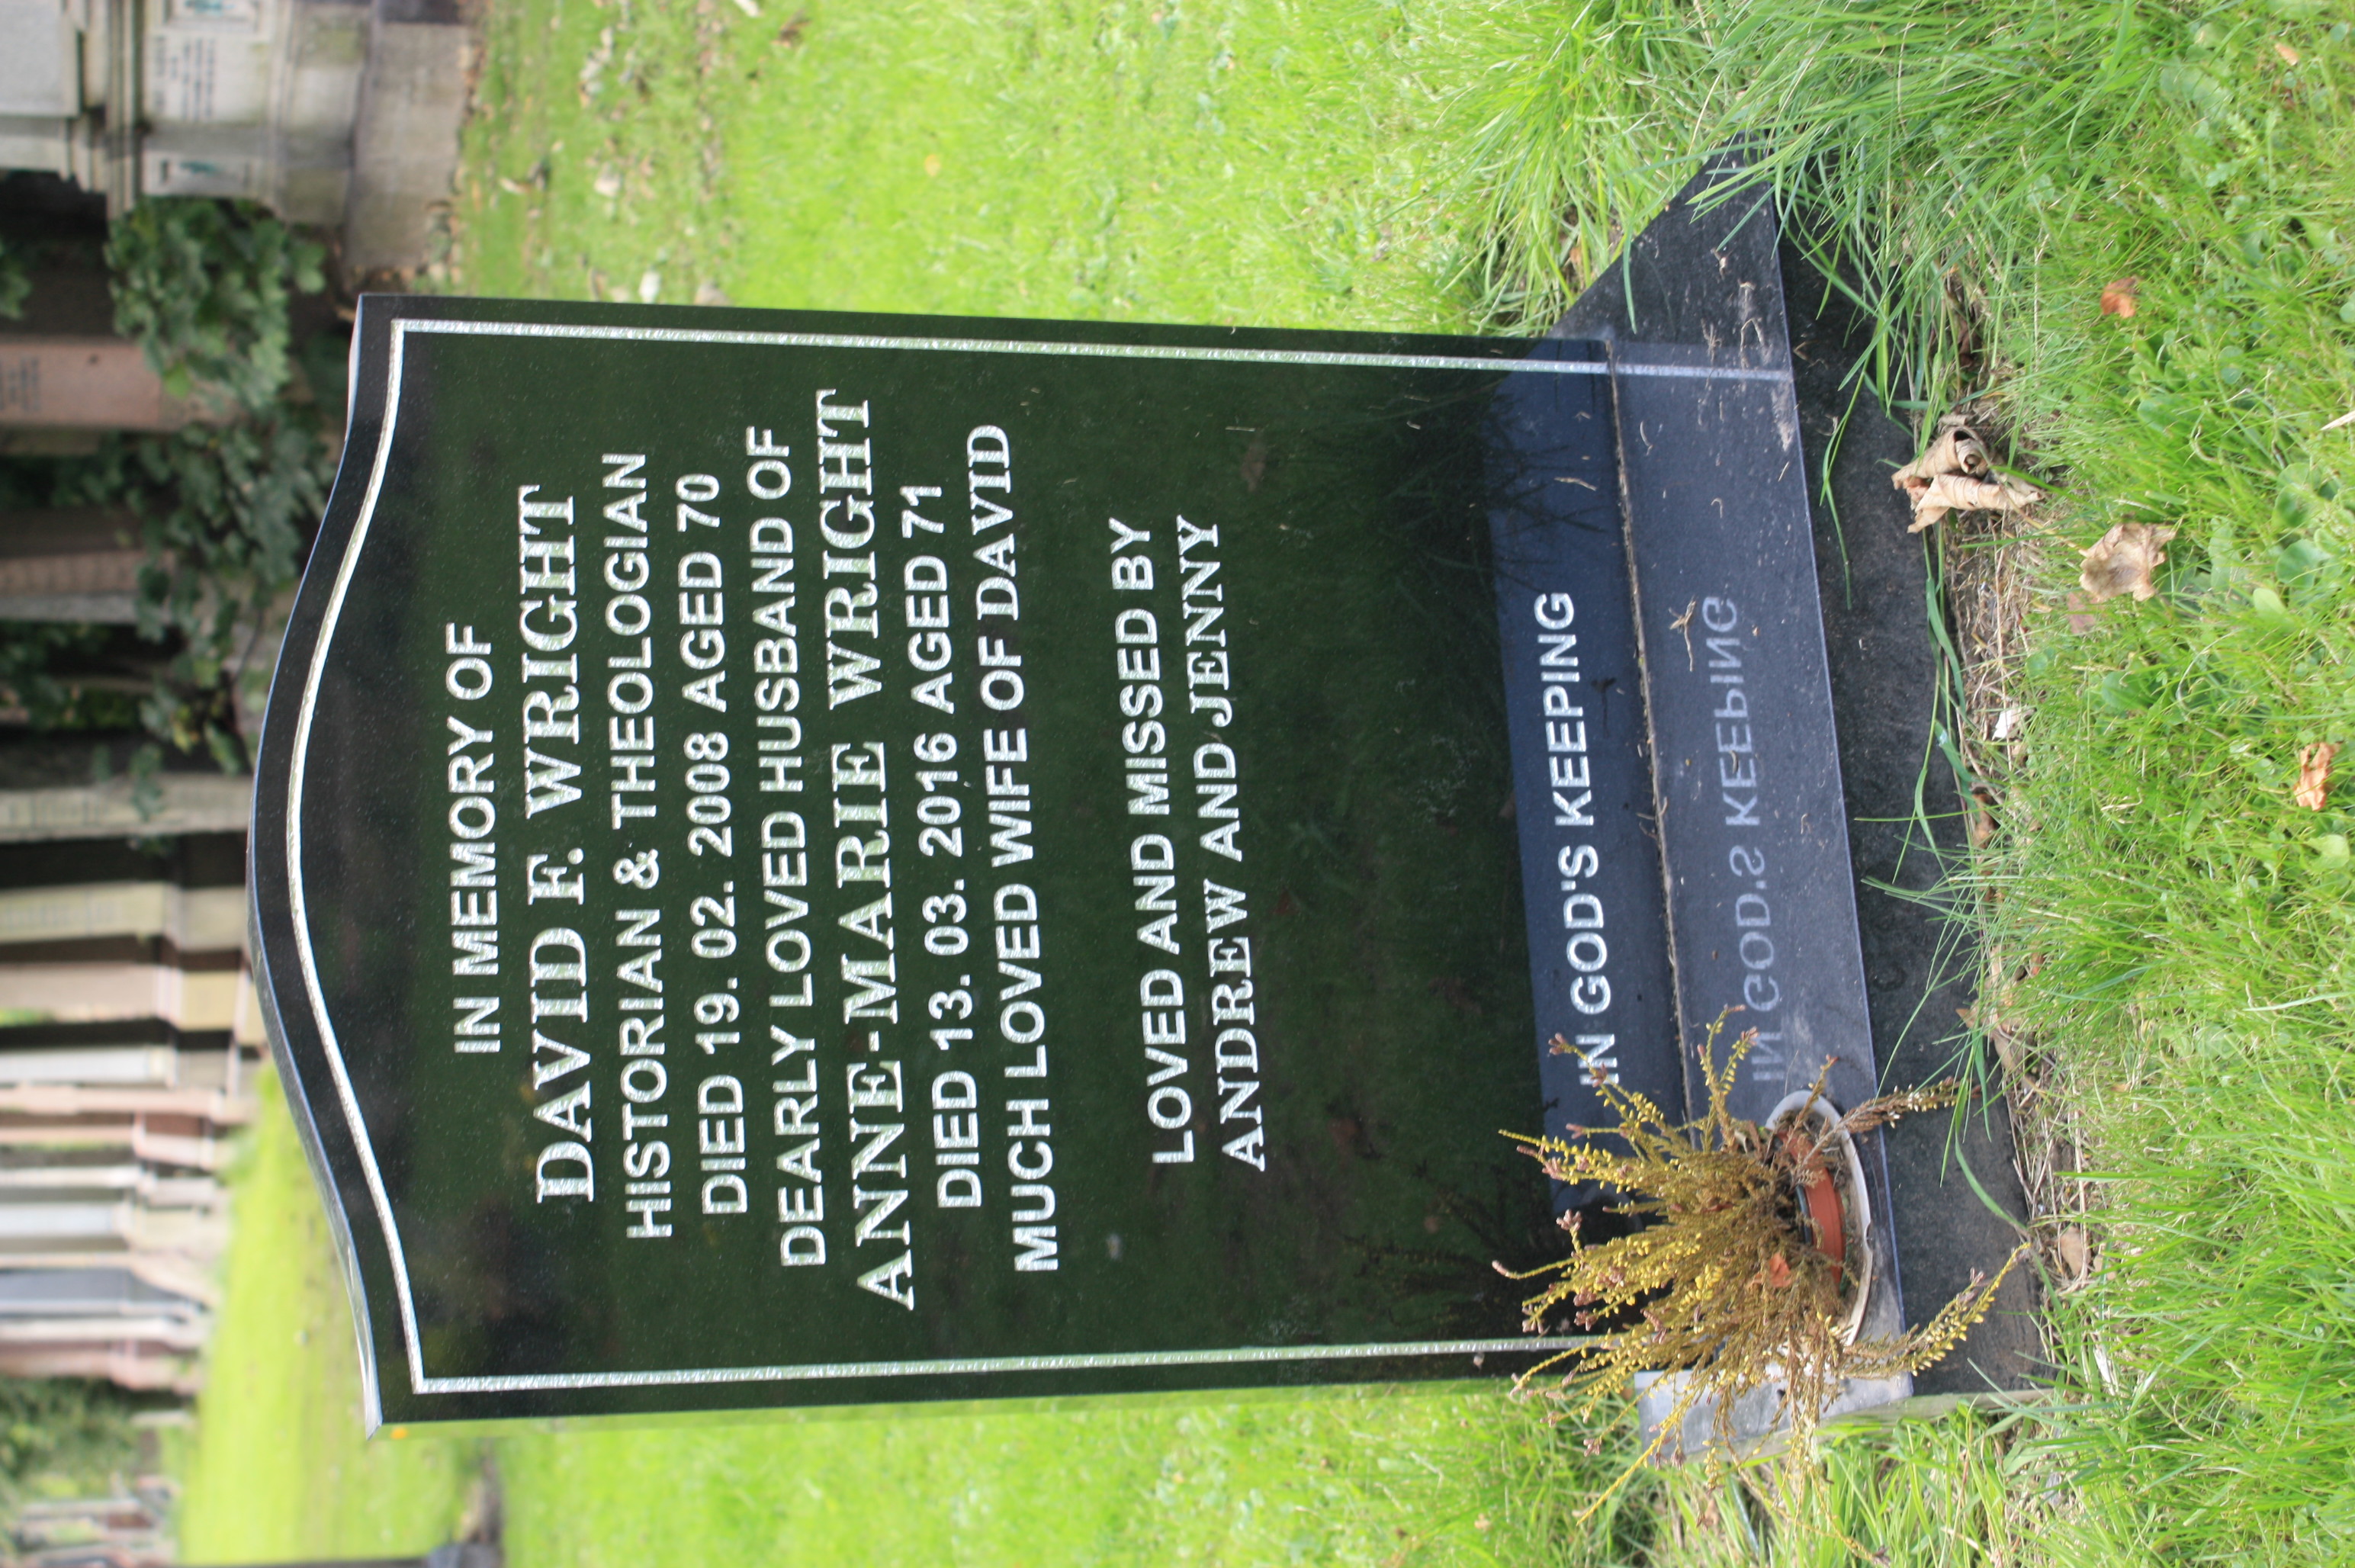 IN MEMORY OF
DAVID F. WRIGHT
HISTORIAN & THEOLOGIAN
DIED 19. 02. 2008 AGED 70
DEARLY LOVED HUSBAND OF
ANNE-MARIE WRIGHT
DIED 13. 03. 2016 AGED 71
MUCH LOVED WIFE OF DAVID
LOVED AND MISSED BY
ANDREW AND JENNY
IN GOD'S KEEPING